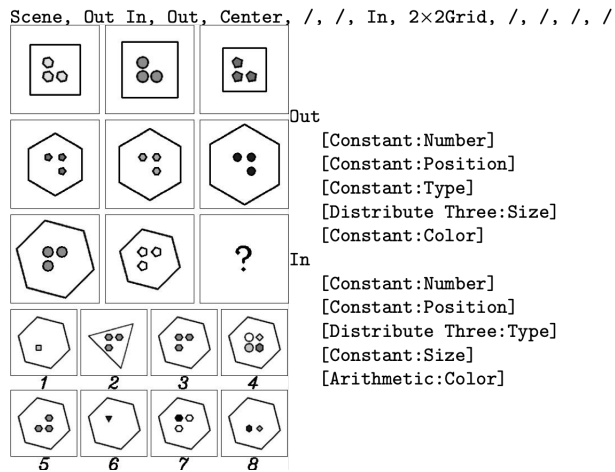 Scene, Out In, Out, Center, /, /, In, 2×2Grid, /, /, /, /
Out
[Constant:Number]
[Constant:Position]
[Constant:Type]
[Distribute Three:Size]
[Constant:Color]
In
[Constant:Number]
[Constant:Position]
[Distribute Three:Type]
[Constant:Size]
[Arithmetic:Color]
?
1 2 3 4
5 6 7 8